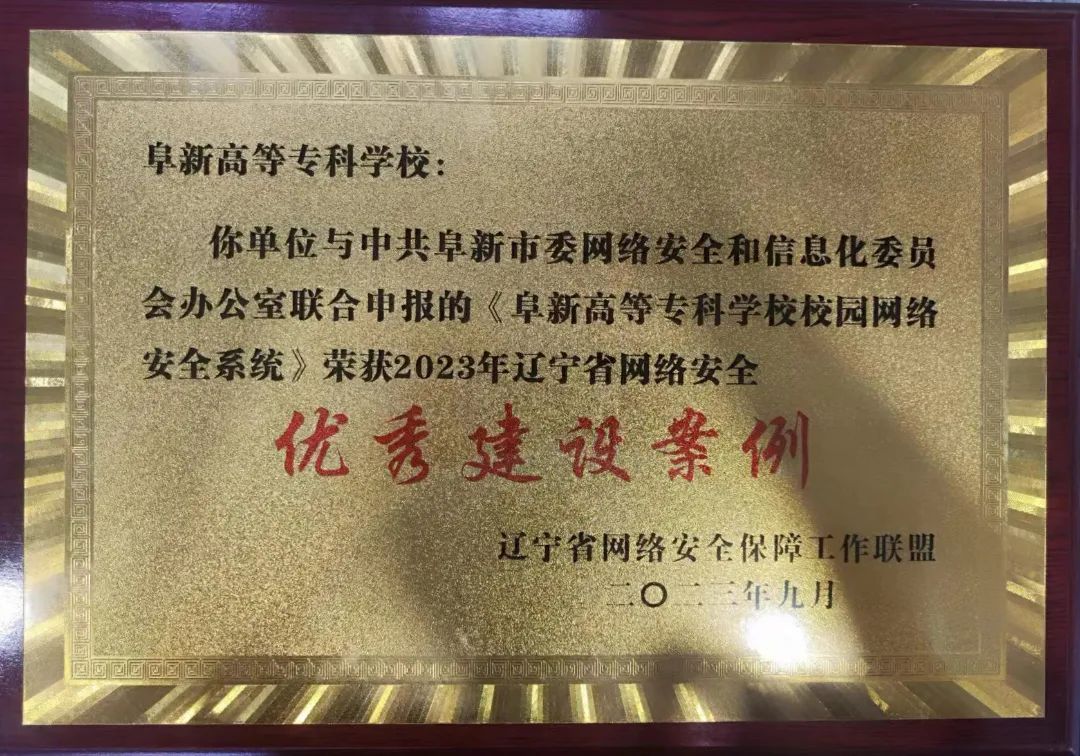 阜新高等专科学校：
你单位与中共阜新市委网络安全和信息化委员
会办公室联合申报的《阜新高等专科学校校园网络
安全系统》荣获2023年辽宁省网络安全
优秀建设案例
辽宁省网络安全保障工作联盟
二〇二三年九月